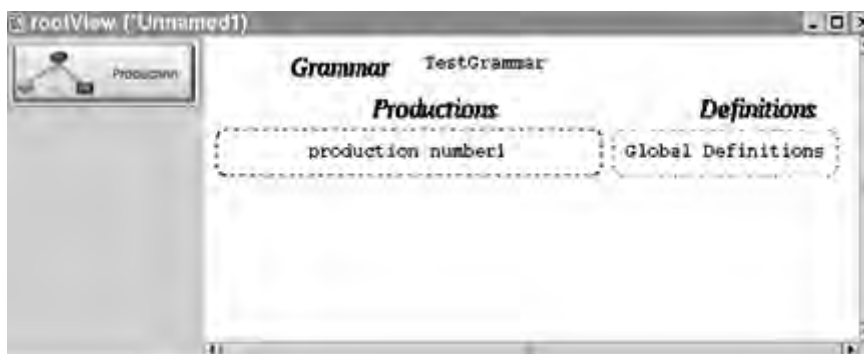 rootView (*Unnamed1)
Production
Grammar TestGrammar
Productions Definitions
production number1 Global Definitions